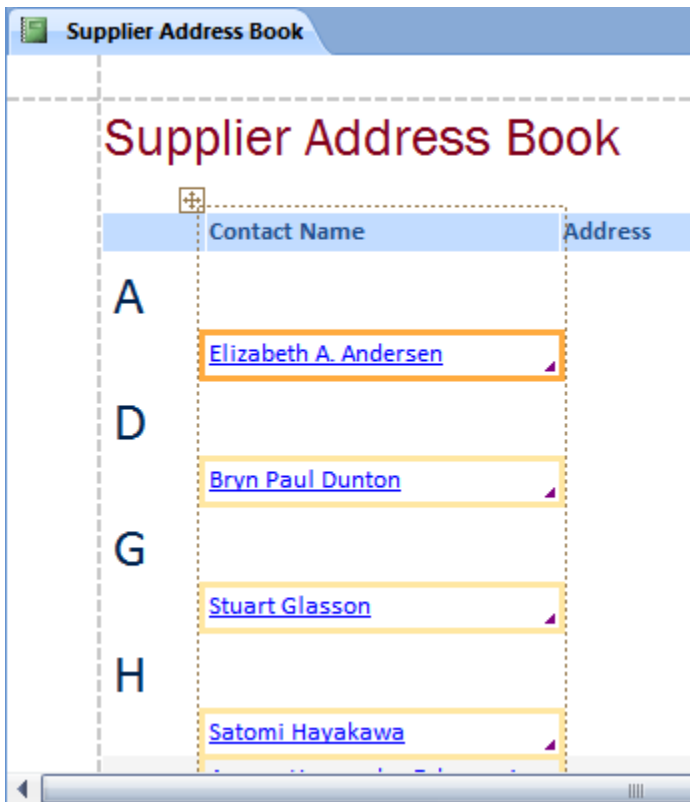 Supplier Address Book
Supplier Address Book
Contact Name Address
A
Elizabeth A. Andersen
D
Bryn Paul Dunton
G
Stuart Glasson
H
Satomi Hayakawa